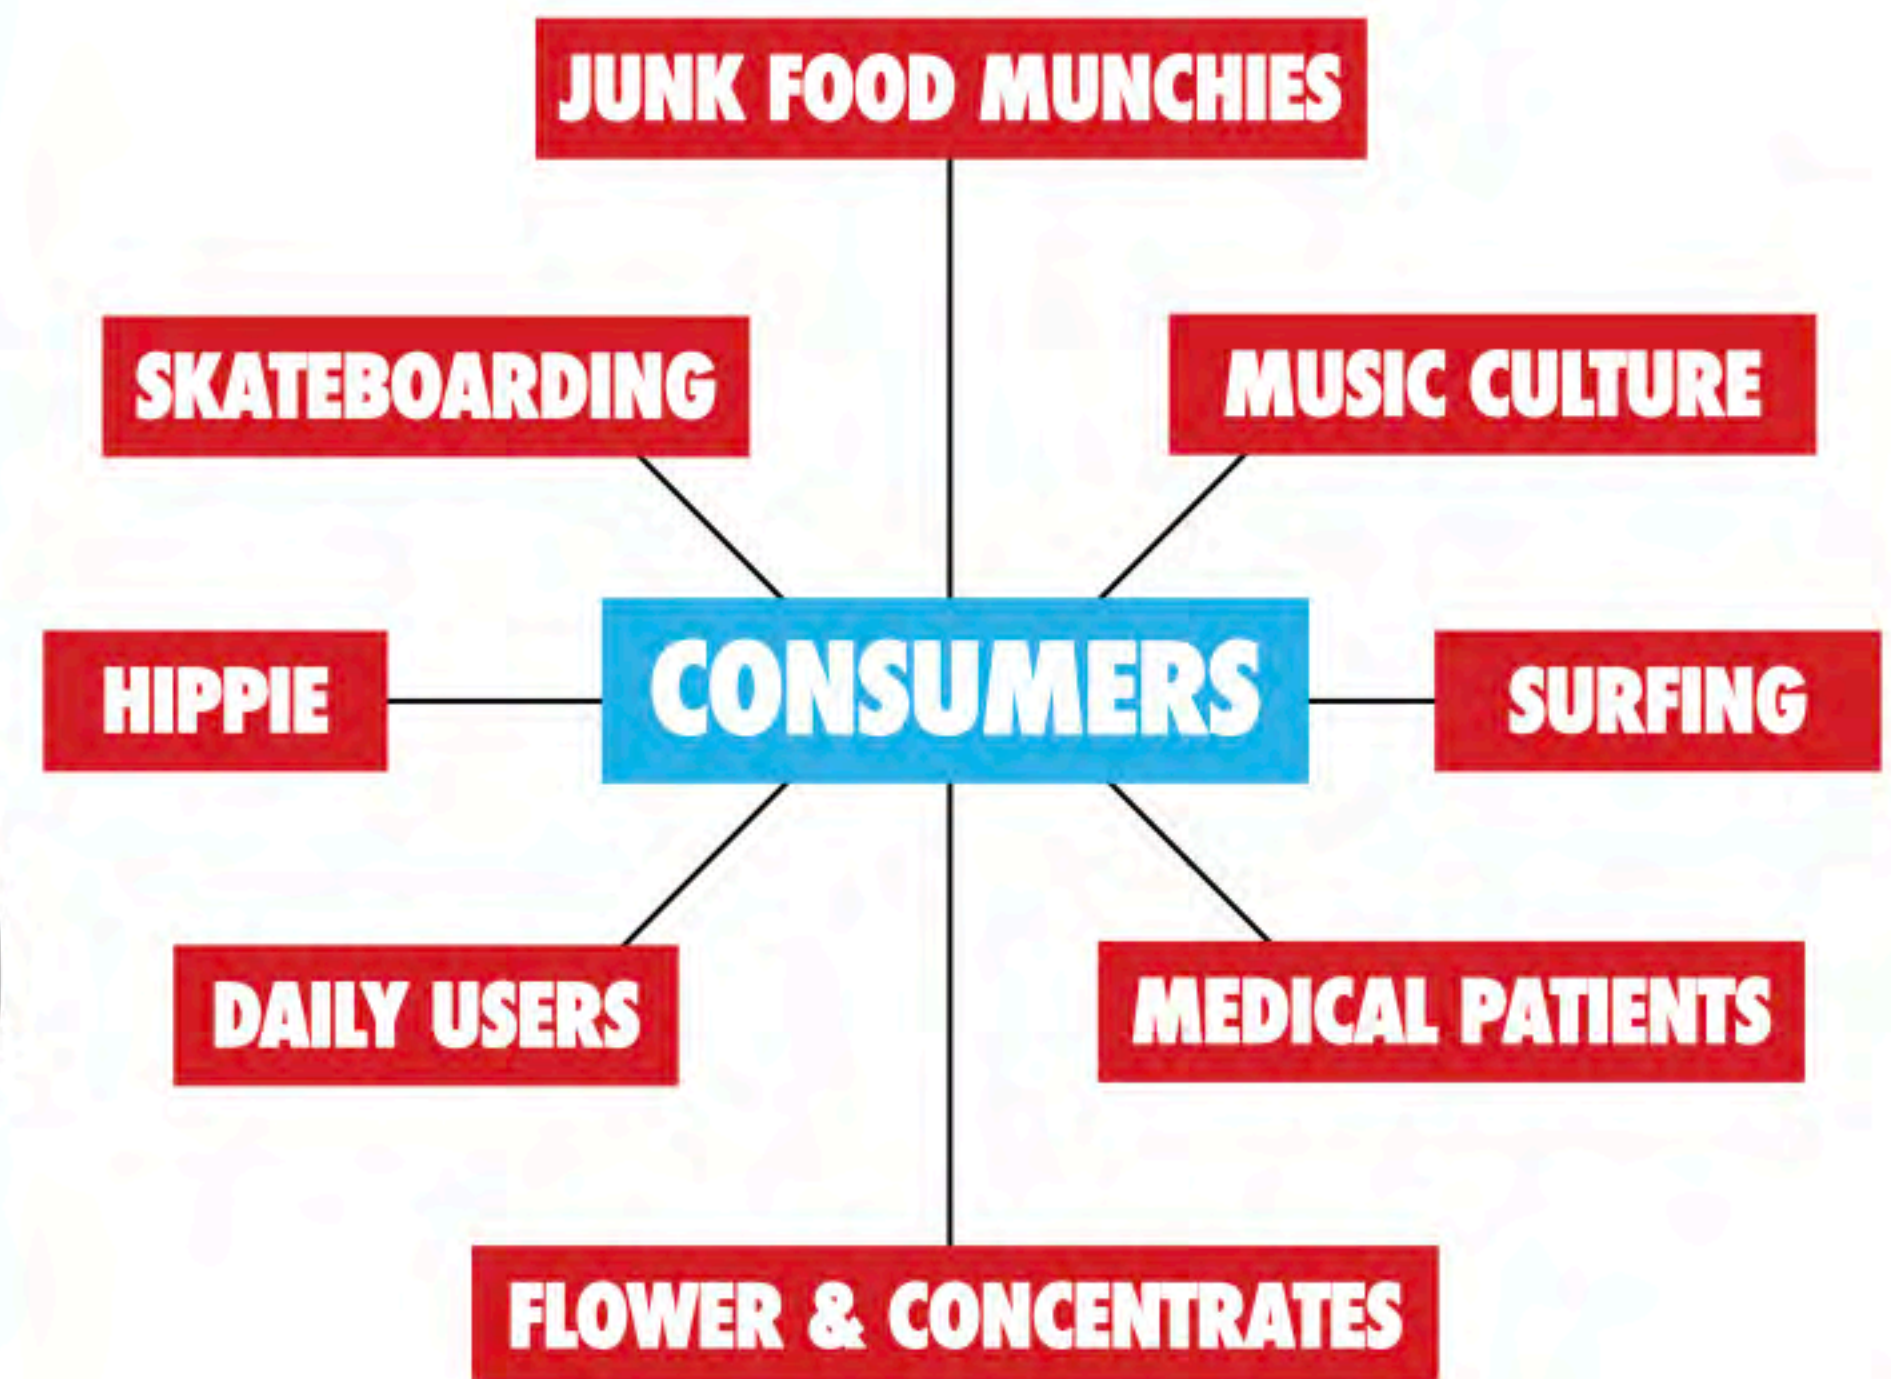 JUNK FOOD MUNCHIES
SKATEBOARDING
MUSIC CULTURE
HIPPIE
CONSUMERS
SURFING
DAILY USERS
MEDICAL PATIENTS
FLOWER & CONCENTRATES